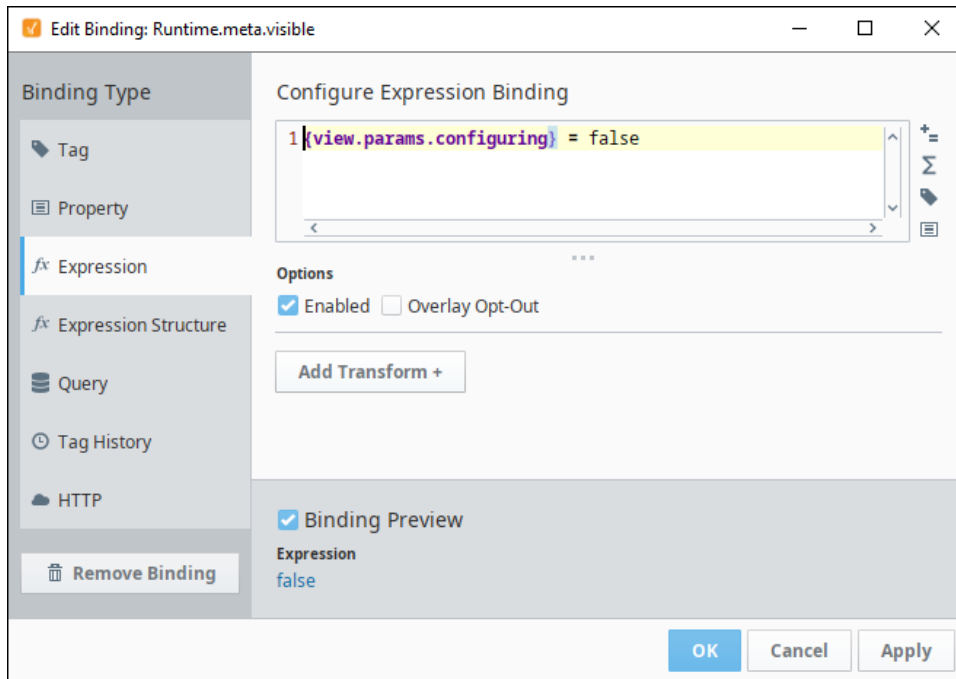 Edit Binding: Runtime.meta.visible
Binding Type
Tag
Property
fx Expression
fx Expression Structure
Query
Tag History
HTTP
Remove Binding
Configure Expression Binding
1 {view.params.configuring} = false
Options
Enabled Overlay Opt-Out
Add Transform +
Binding Preview
Expression
false
OK Cancel Apply